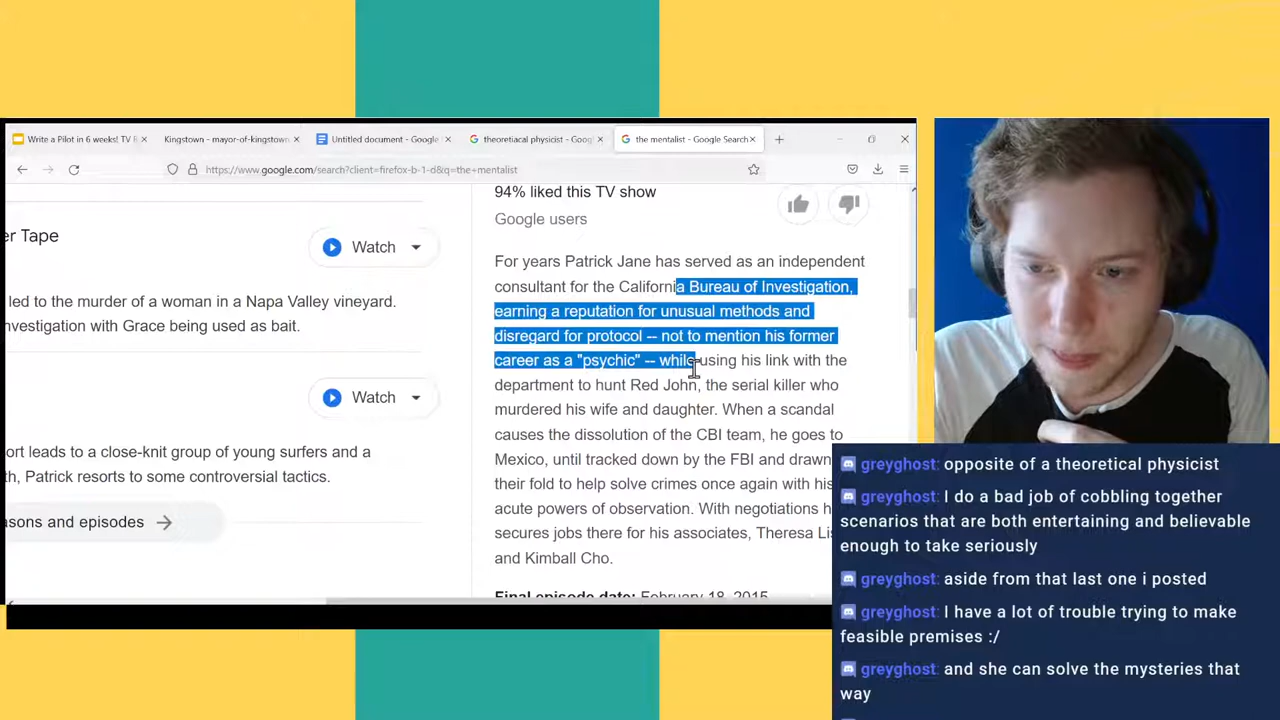 Write a Pilot in 6 weeks! TV B
Kingstown - mayor-of-kingstown
Untitled document - Google
theoretiacal physicist - Goog
the mentalist - Google Search
https://www.google.com/search?client=firefox-b-1-d&q=the+mentalist
er Tape
Watch
led to the murder of a woman in a Napa Valley vineyard.
nvestigation with Grace being used as bait.
Watch
ort leads to a close-knit group of young surfers and a
th, Patrick resorts to some controversial tactics.
asons and episodes
94% liked this TV show
Google users
For years Patrick Jane has served as an independent
consultant for the California Bureau of Investigation,
earning a reputation for unusual methods and
disregard for protocol -- not to mention his former
career as a "psychic" -- while using his link with the
department to hunt Red John, the serial killer who
murdered his wife and daughter. When a scandal
causes the dissolution of the CBI team, he goes to
Mexico, until tracked down by the FBI and drawn
their fold to help solve crimes once again with his
acute powers of observation. With negotiations h
secures jobs there for his associates, Theresa Lis
and Kimball Cho.
Final episode date: February 18, 2015
greyghost: opposite of a theoretical physicist
greyghost: I do a bad job of cobbling together
scenarios that are both entertaining and believable
enough to take seriously
greyghost: aside from that last one i posted
greyghost: I have a lot of trouble trying to make
feasible premises :/
greyghost: and she can solve the mysteries that
way